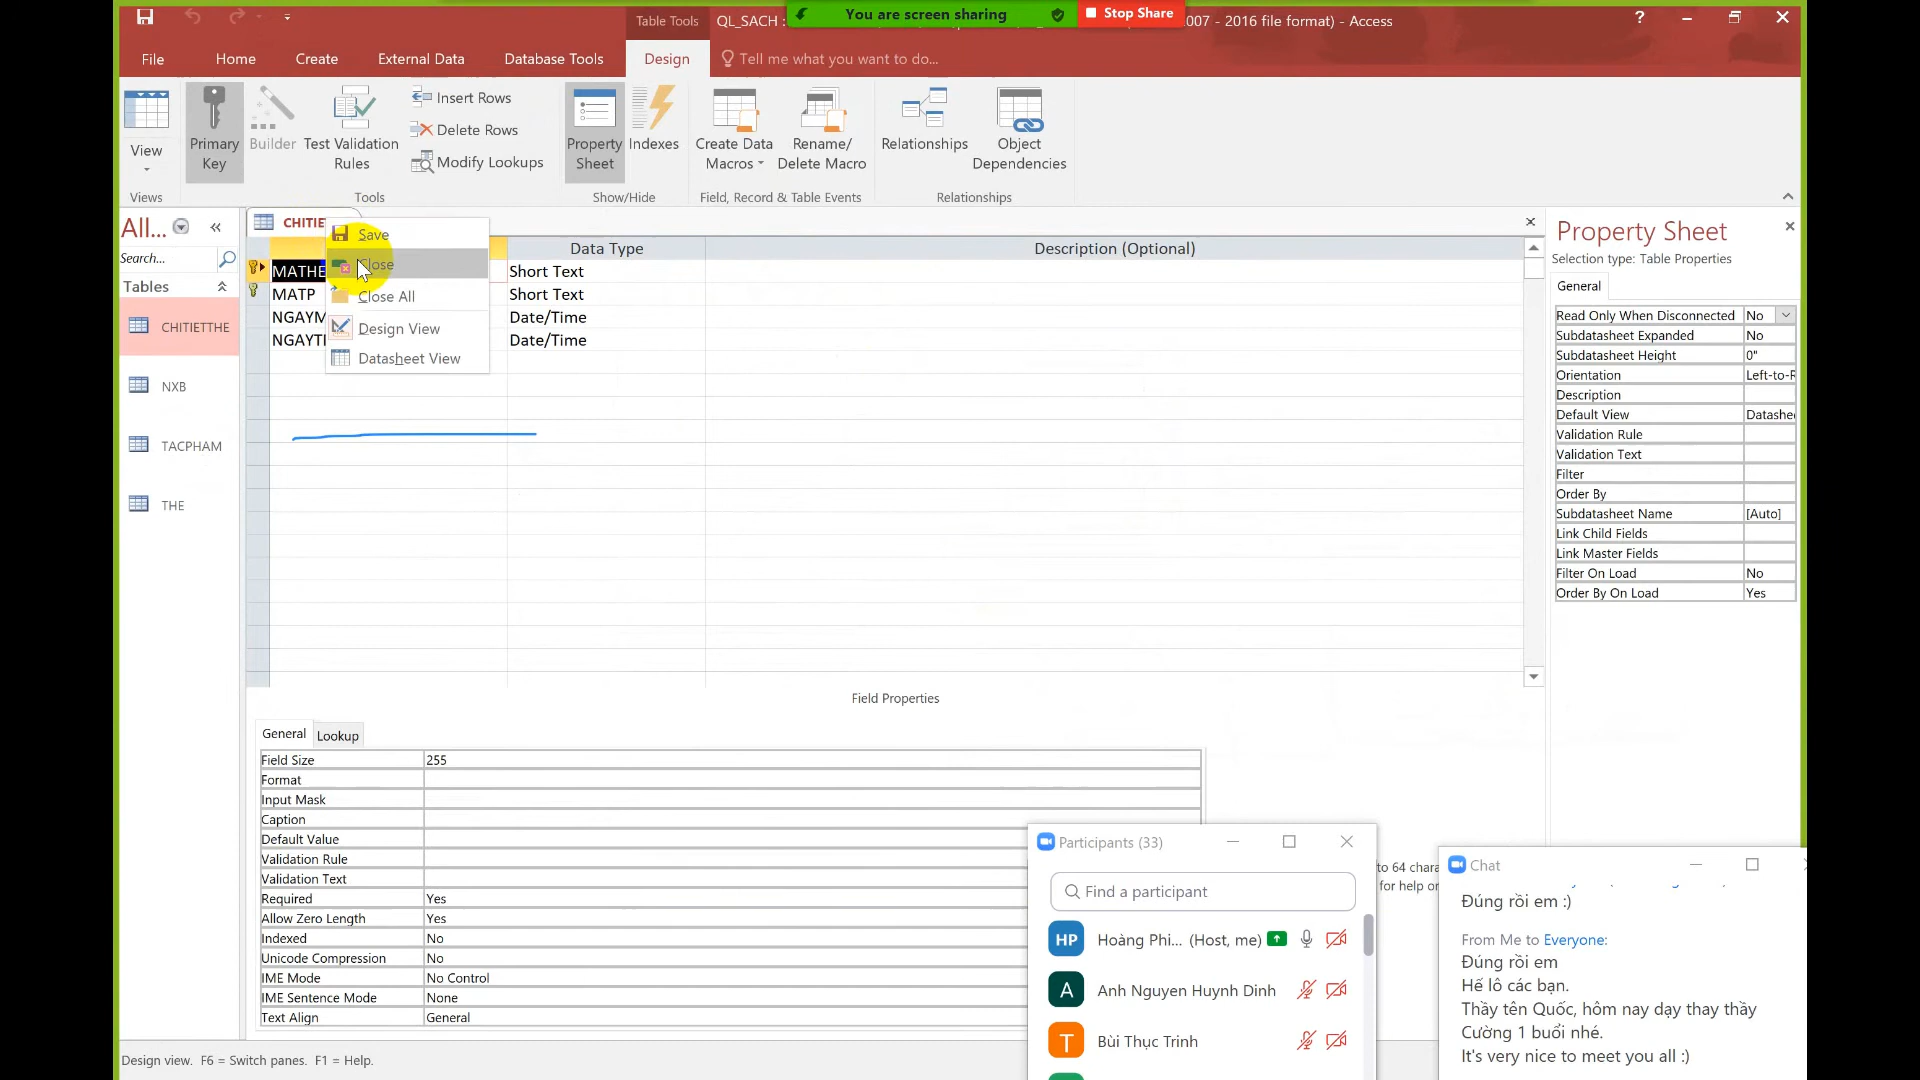 Table Tools
QL_SACH :
You are screen sharing
Stop Share
007 - 2016 file format) - Access
?
File
Home
Create
External Data
Database Tools
Design
Tell me what you want to do...
View
Primary Key
Builder
Test Validation Rules
Insert Rows
Delete Rows
Modify Lookups
Property Sheet
Indexes
Create Data Macros
Rename/ Delete Macro
Relationships
Object Dependencies
Views
Tools
Show/Hide
Field, Record & Table Events
Relationships
All...
Search...
Tables
CHITIETTHE
NXB
TACPHAM
THE
CHITIE
Save
Close
Close All
Design View
Datasheet View
Data Type
Description (Optional)
MATHE
Short Text
MATP
Short Text
NGAYM
Date/Time
NGAYTI
Date/Time
Property Sheet
Selection type: Table Properties
General
Read Only When Disconnected No
Subdatasheet Expanded No
Subdatasheet Height 0"
Orientation Left-to-R
Description
Default View Datashe
Validation Rule
Validation Text
Filter
Order By
Subdatasheet Name [Auto]
Link Child Fields
Link Master Fields
Filter On Load No
Order By On Load Yes
Field Properties
General
Lookup
Field Size 255
Format
Input Mask
Caption
Default Value
Validation Rule
Validation Text
Required Yes
Allow Zero Length Yes
Indexed No
Unicode Compression No
IME Mode No Control
IME Sentence Mode None
Text Align General
to 64 chara
for help or
Participants (33)
Find a participant
HP
Hoàng Phi... (Host, me)
A
Anh Nguyen Huynh Dinh
T
Bùi Thục Trinh
Chat
Đúng rồi em :)
From Me to Everyone:
Đúng rồi em
Hế lô các bạn.
Thầy tên Quốc, hôm nay dạy thay thầy
Cường 1 buổi nhé.
It's very nice to meet you all :)
Design view. F6 = Switch panes. F1 = Help.